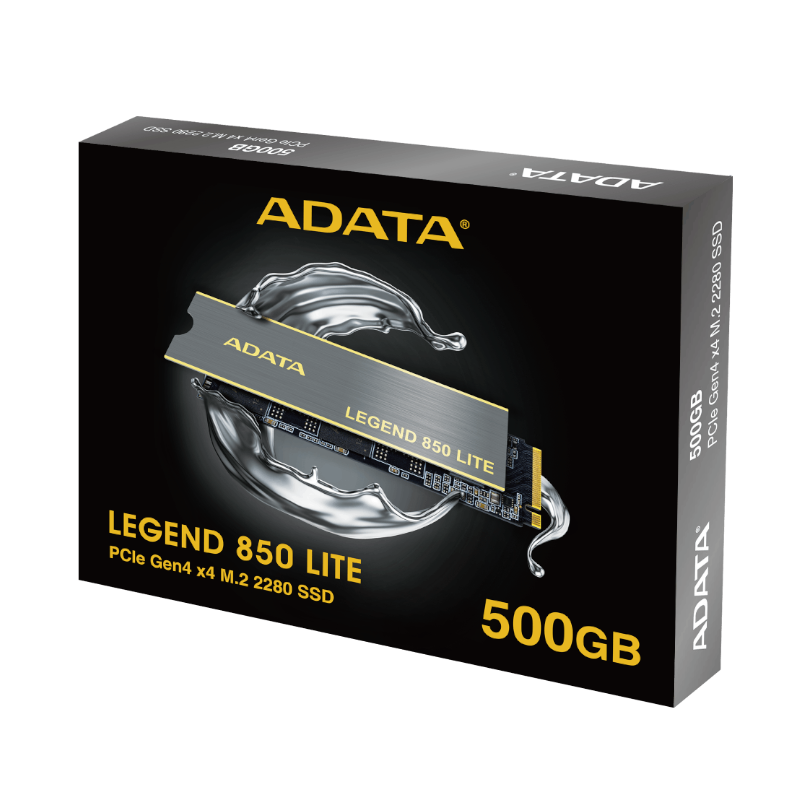 PCIe Gen4 x4 M.2 2280 SSD
500GB
ADATA®
ADATA®
ADATA
LEGEND 850 LITE
LEGEND 850 LITE
PCIe Gen4 x4 M.2 2280 SSD
500GB
500GB
PCIe Gen4 x4 M.2 2280 SSD
ADATA®